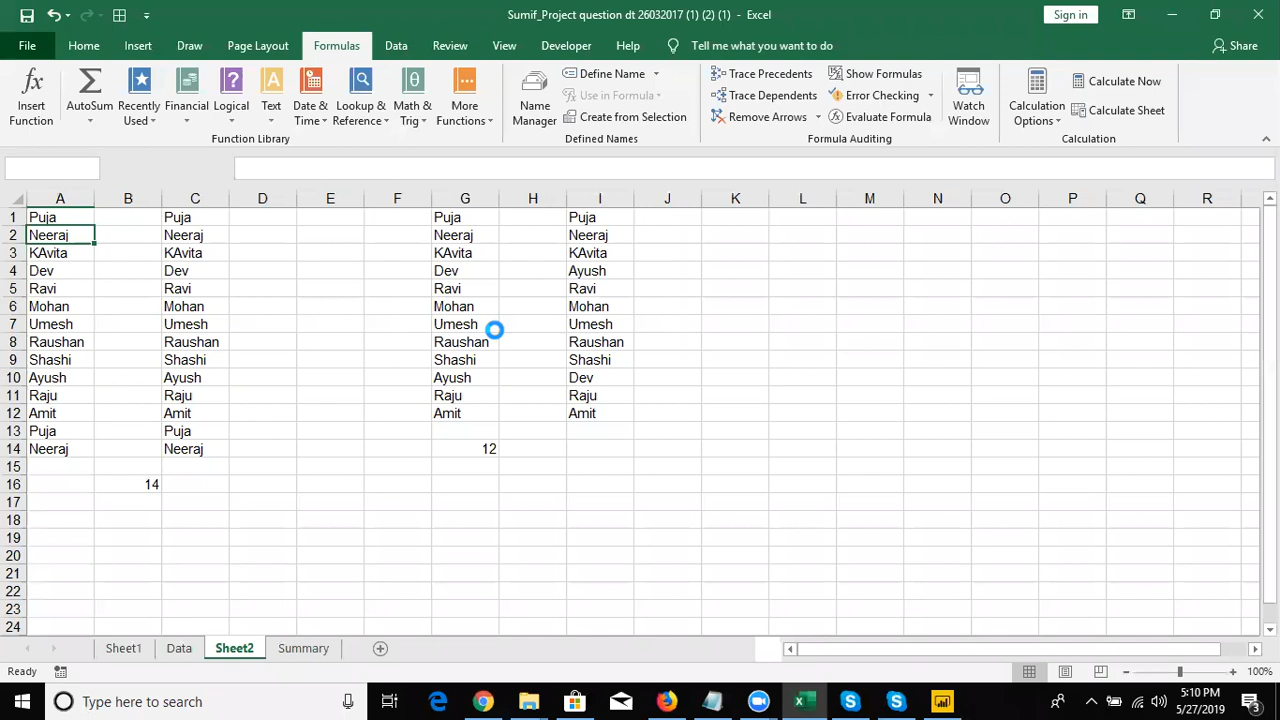 Sumif_Project question dt 26032017 (1) (2) (1) - Excel
Sign in
File Home Insert Draw Page Layout Formulas Data Review View Developer Help Tell me what you want to do Share
Insert Function
AutoSum
Recently Used
Financial
Logical
Text
Date & Time
Lookup & Reference
Math & Trig
More Functions
Function Library
Name Manager
Define Name
Use in Formula
Create from Selection
Defined Names
Trace Precedents
Trace Dependents
Remove Arrows
Show Formulas
Error Checking
Evaluate Formula
Formula Auditing
Watch Window
Calculation Options
Calculate Now
Calculate Sheet
Calculation
A B C D E F G H I J K L M N O P Q R
1 Puja Puja Puja Puja
2 Neeraj Neeraj Neeraj Neeraj
3 KAvita KAvita KAvita KAvita
4 Dev Dev Dev Ayush
5 Ravi Ravi Ravi Ravi
6 Mohan Mohan Mohan Mohan
7 Umesh Umesh Umesh Umesh
8 Raushan Raushan Raushan Raushan
9 Shashi Shashi Shashi Shashi
10 Ayush Ayush Ayush Dev
11 Raju Raju Raju Raju
12 Amit Amit Amit Amit
13 Puja Puja
14 Neeraj Neeraj 12
15
16 14
17
18
19
20
21
22
23
24
Sheet1 Data Sheet2 Summary
Ready 100%
Type here to search
5:10 PM
5/27/2019
3